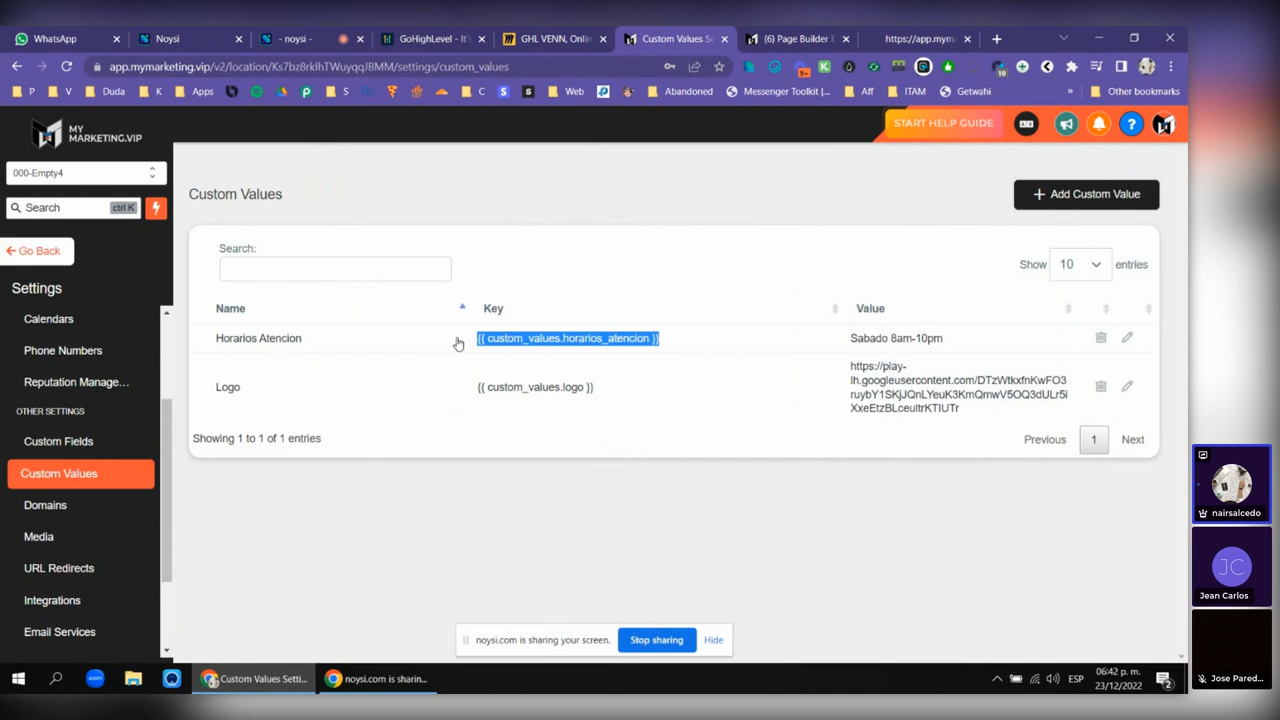 WhatsApp
Noysi
- noysi -
GoHighLevel - It's
GHL VENN, Onlin
Custom Values Se
(6) Page Builder E
https://app.mym
app.mymarketing.vip/v2/location/Ks7bz8rkIhTWuyqqJ8MM/settings/custom_values
9+
10
P
V
Duda
K
Apps
S
C
Web
Abandoned
Messenger Toolkit |...
Aff
ITAM
Getwahi
»
Other bookmarks
MY
MARKETING.VIP
START HELP GUIDE
000-Empty4
Search
ctrl K
Go Back
Settings
Calendars
Phone Numbers
Reputation Manage...
OTHER SETTINGS
Custom Fields
Custom Values
Domains
Media
URL Redirects
Integrations
Email Services
Custom Values
+ Add Custom Value
Search:
Show 10 entries
Name
Key
Value
Horarios Atencion
{{ custom_values.horarios_atencion }}
Sabado 8am-10pm
Logo
{{ custom_values.logo }}
https://play-
lh.googleusercontent.com/DTzWtkxfnKwFO3
ruybY1SKjJQnLYeuK3KmQmwV5OQ3dULr5i
XxeEtzBLceultrKTIUTr
Showing 1 to 1 of 1 entries
Previous
1
Next
noysi.com is sharing your screen.
Stop sharing
Hide
Custom Values Setti...
noysi.com is sharin...
ESP
06:42 p. m.
23/12/2022
2
nairsalcedo
JC
Jean Carlos
Jose Pared...